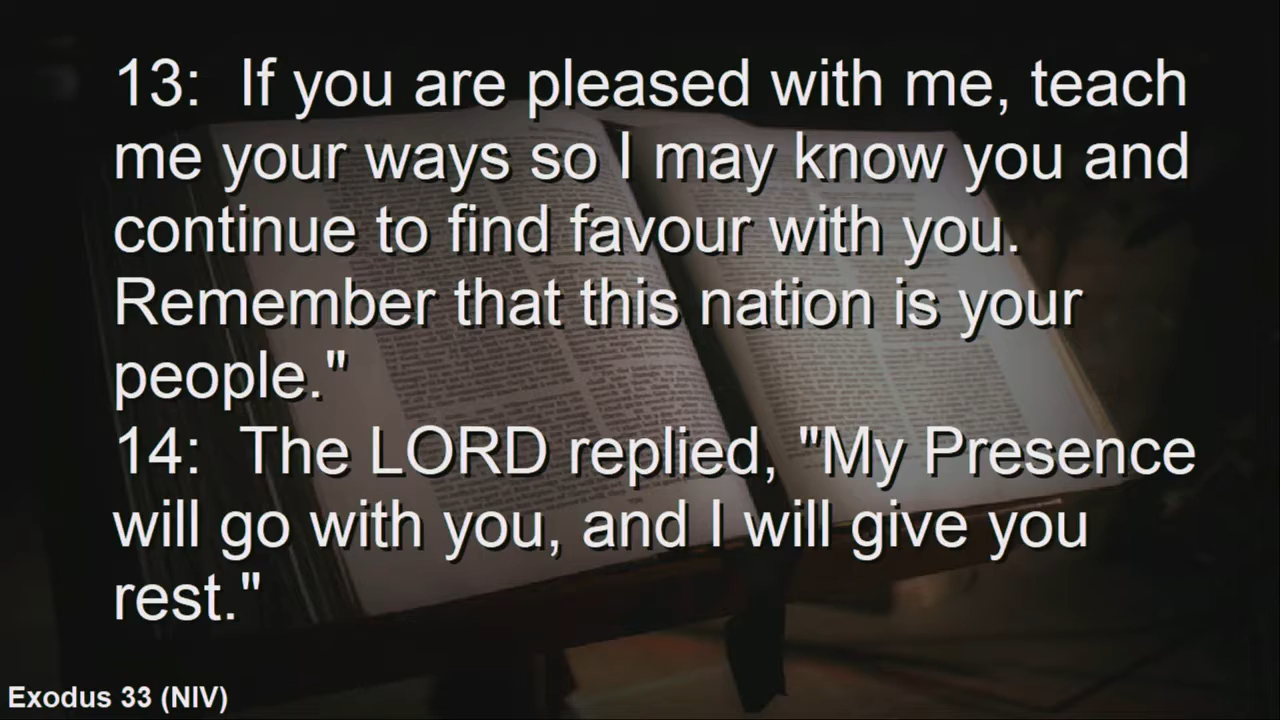 13:  If you are pleased with me, teach
me your ways so I may know you and
continue to find favour with you.
Remember that this nation is your
people."
14:  The LORD replied, "My Presence
will go with you, and I will give you
rest."
Exodus 33 (NIV)